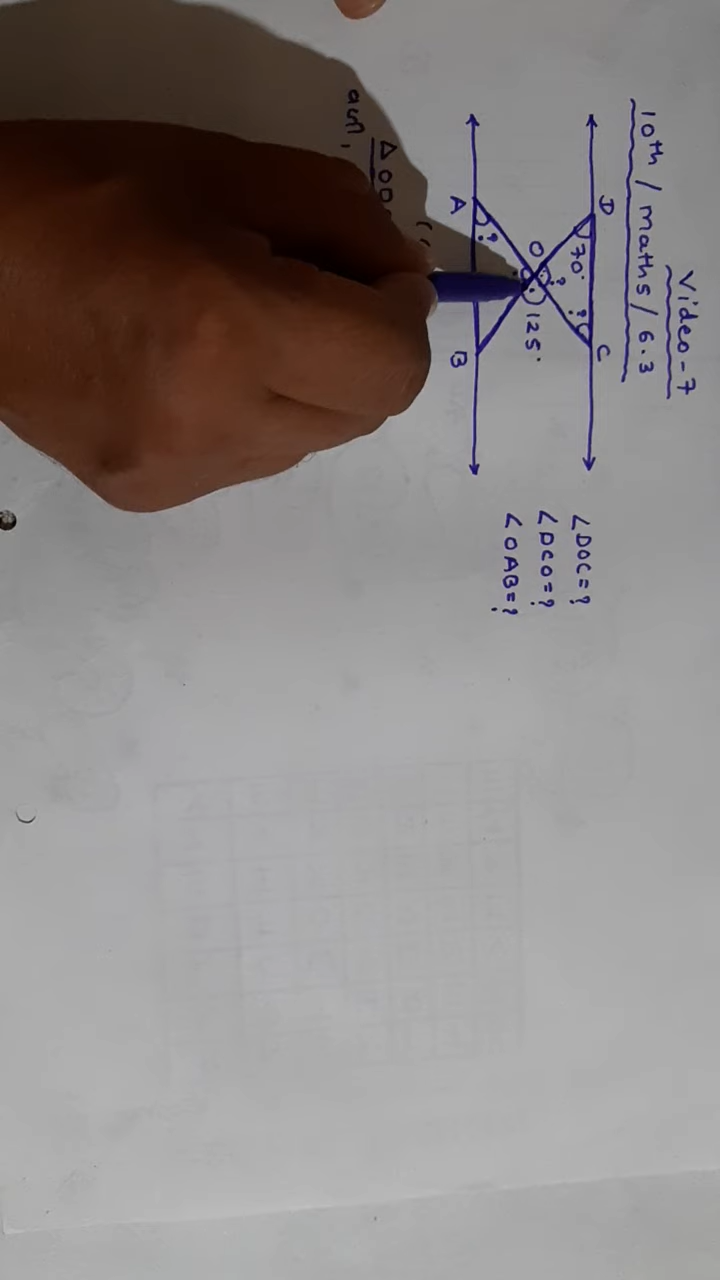 Video-7
10th / maths / 6.3
D
C
70°
?
O
?
125°
?
A
B
∠DOC = ?
∠DCO = ?
∠OAB = ?